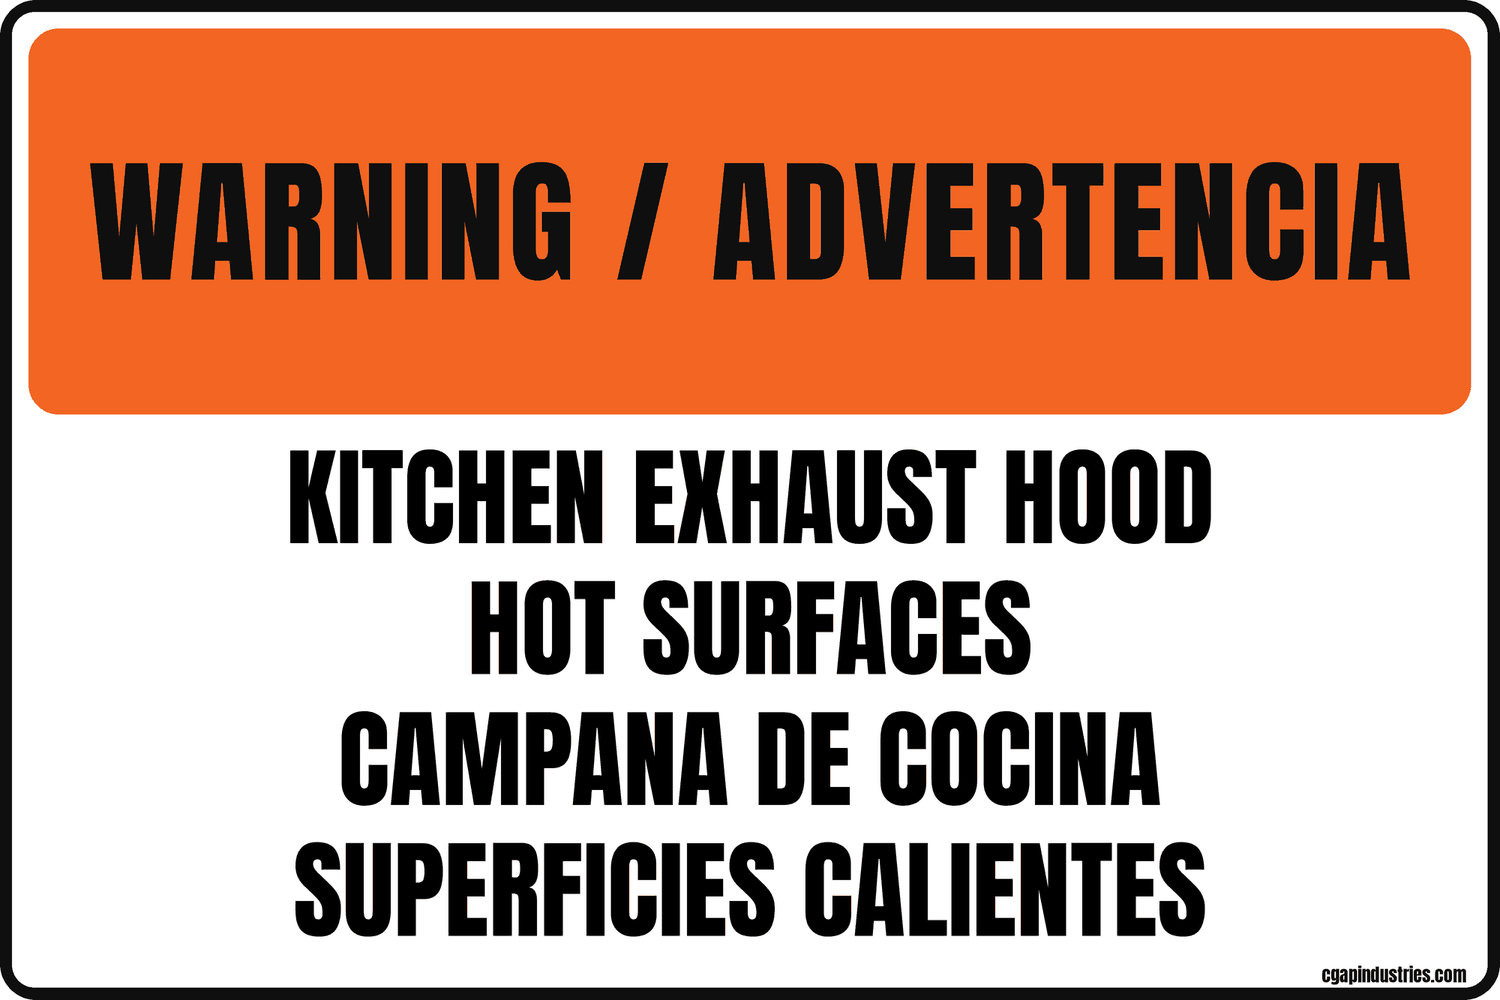 WARNING / ADVERTENCIA
KITCHEN EXHAUST HOOD
HOT SURFACES
CAMPANA DE COCINA
SUPERFICIES CALIENTES
cgapindustries.com